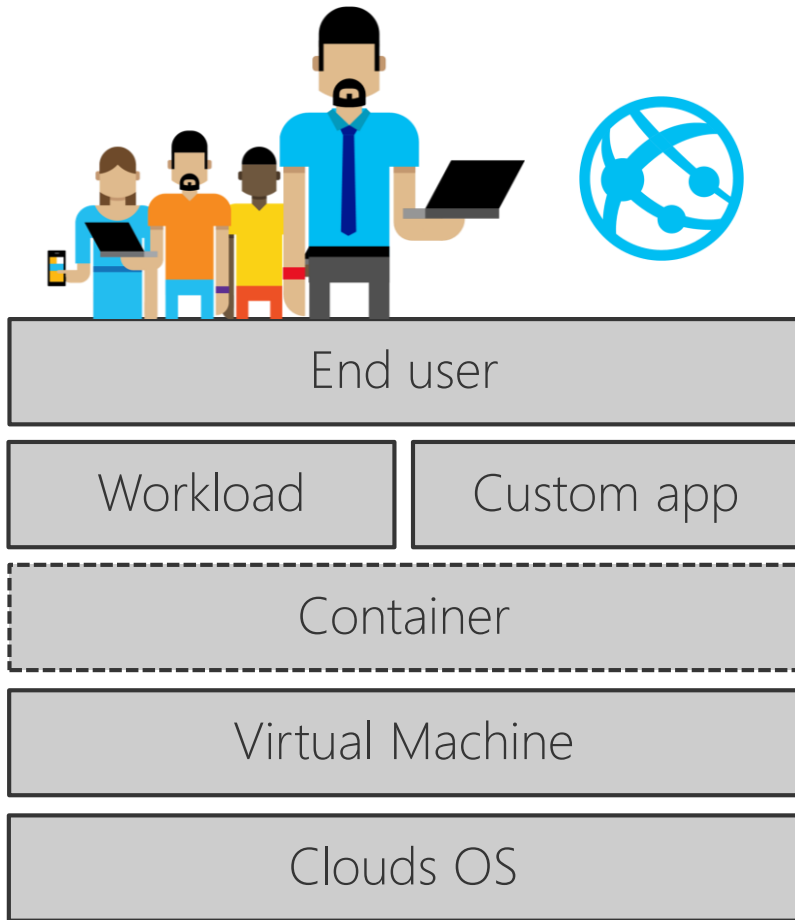 End user
Workload
Custom app
Container
Virtual Machine
Clouds OS